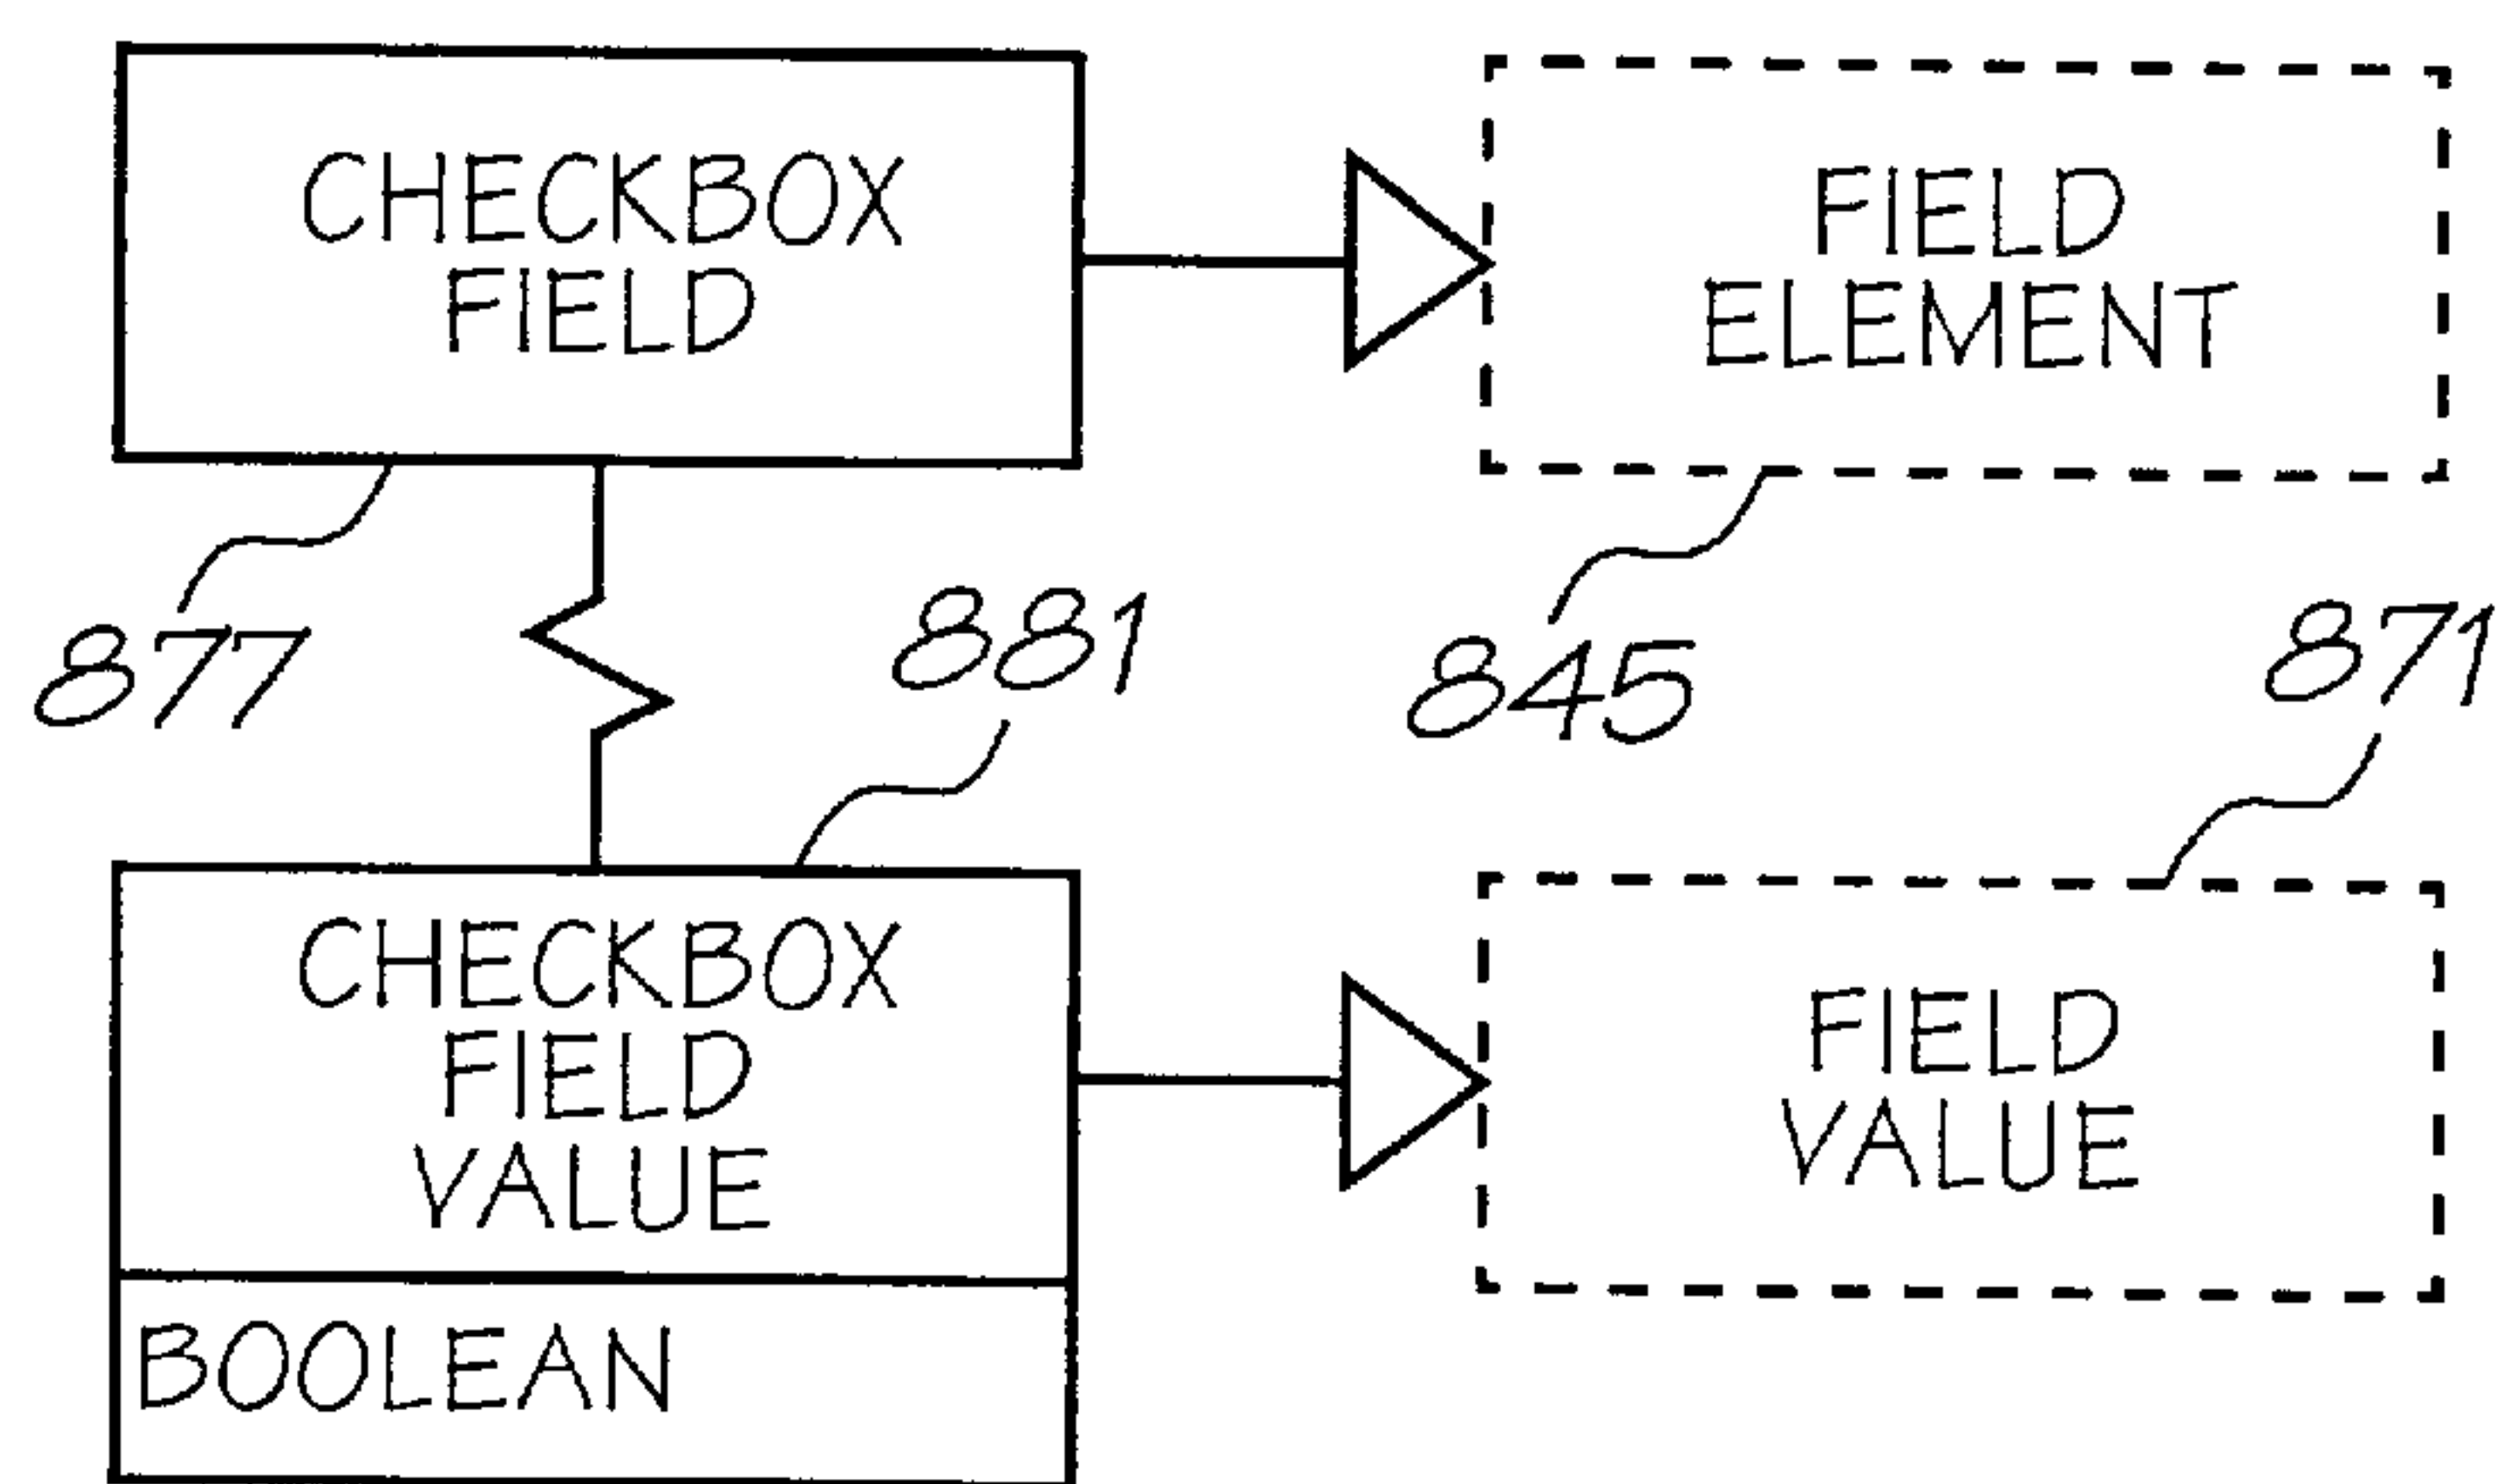 CHECKBOX
FIELD
FIELD
ELEMENT
877
881
845
871
CHECKBOX
FIELD
VALUE
FIELD
VALUE
BOOLEAN